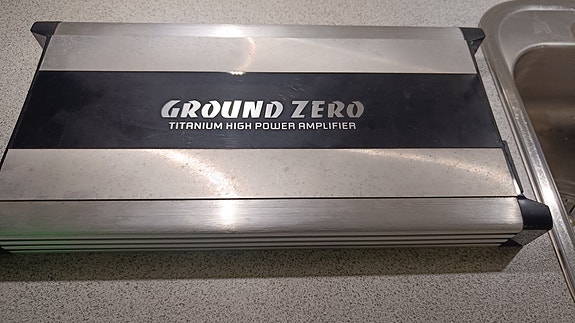 GROUND ZERO
TITANIUM HIGH POWER AMPLIFIER